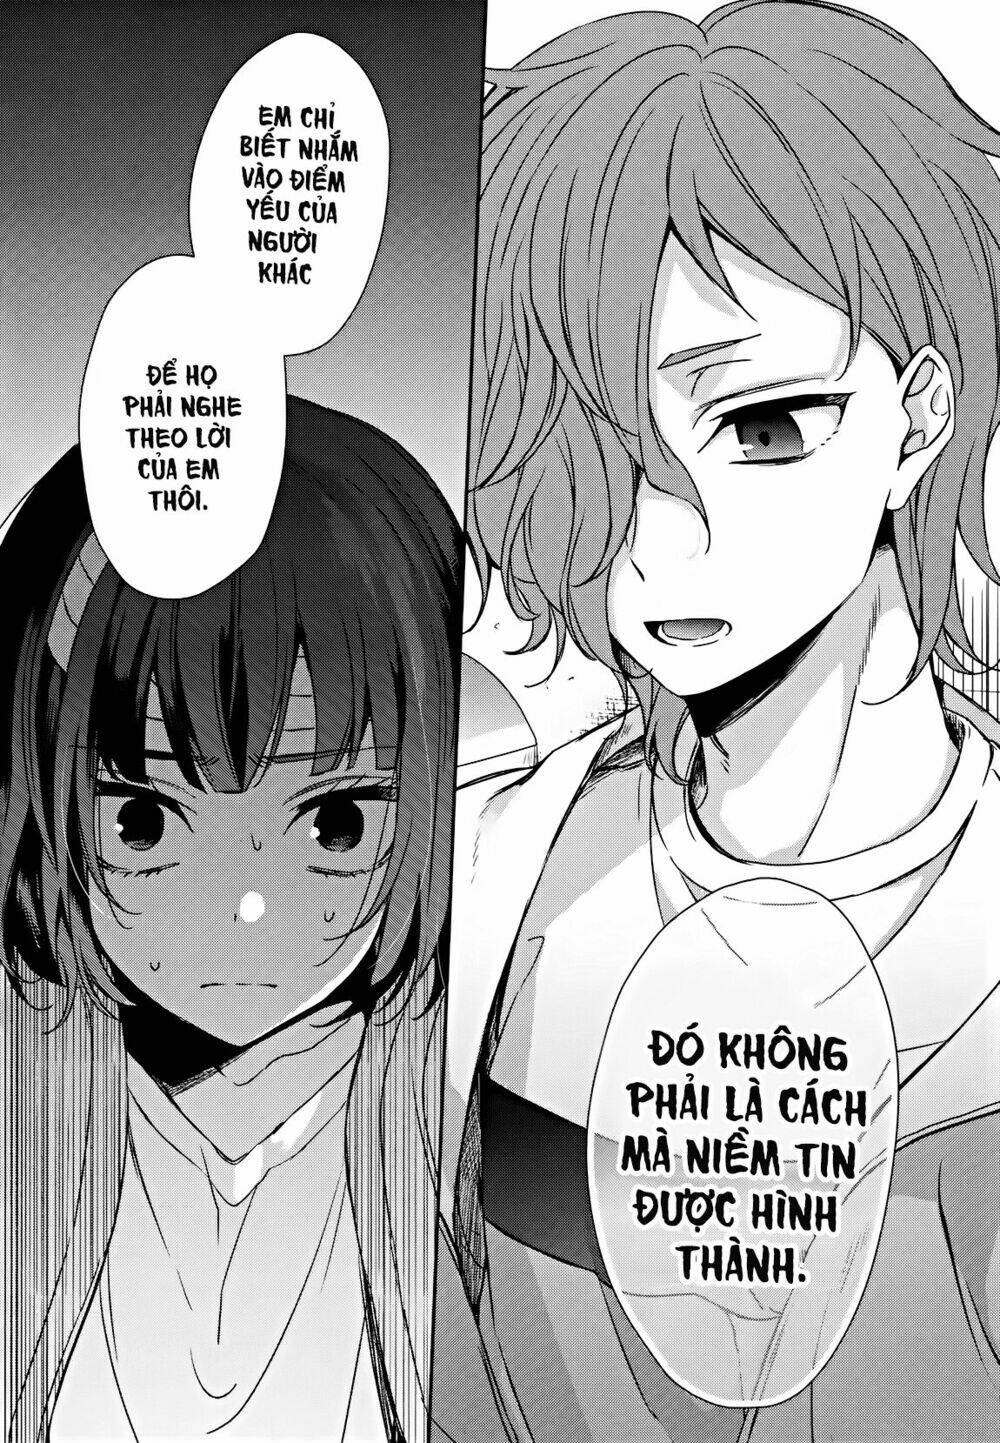 ĐÓ KHÔNG
PHẢI LÀ CÁCH
MÀ NIỀM TIN
ĐƯỢC HÌNH
THÀNH.
EM CHỈ
BIẾT NHẮM
VÀO ĐIỂM
YẾU CỦA
NGƯỜI
KHÁC
ĐỂ HỌ
PHẢI NGHE
THEO LỜI
CỦA EM
THÔI.